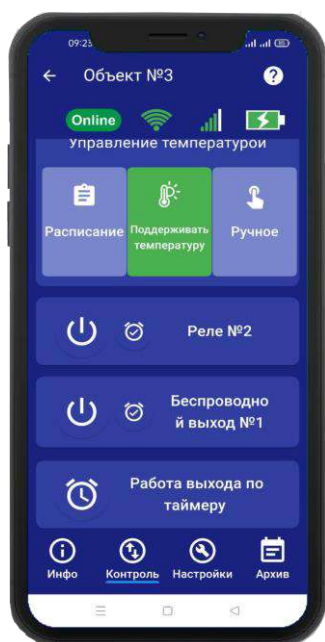 09:23
Объект №3
?
Online
Управление температурой
Расписание
Поддерживать
температуру
Ручное
Реле №2
Беспроводно
й выход №1
Работа выхода по
таймеру
Инфо
Контроль
Настройки
Архив